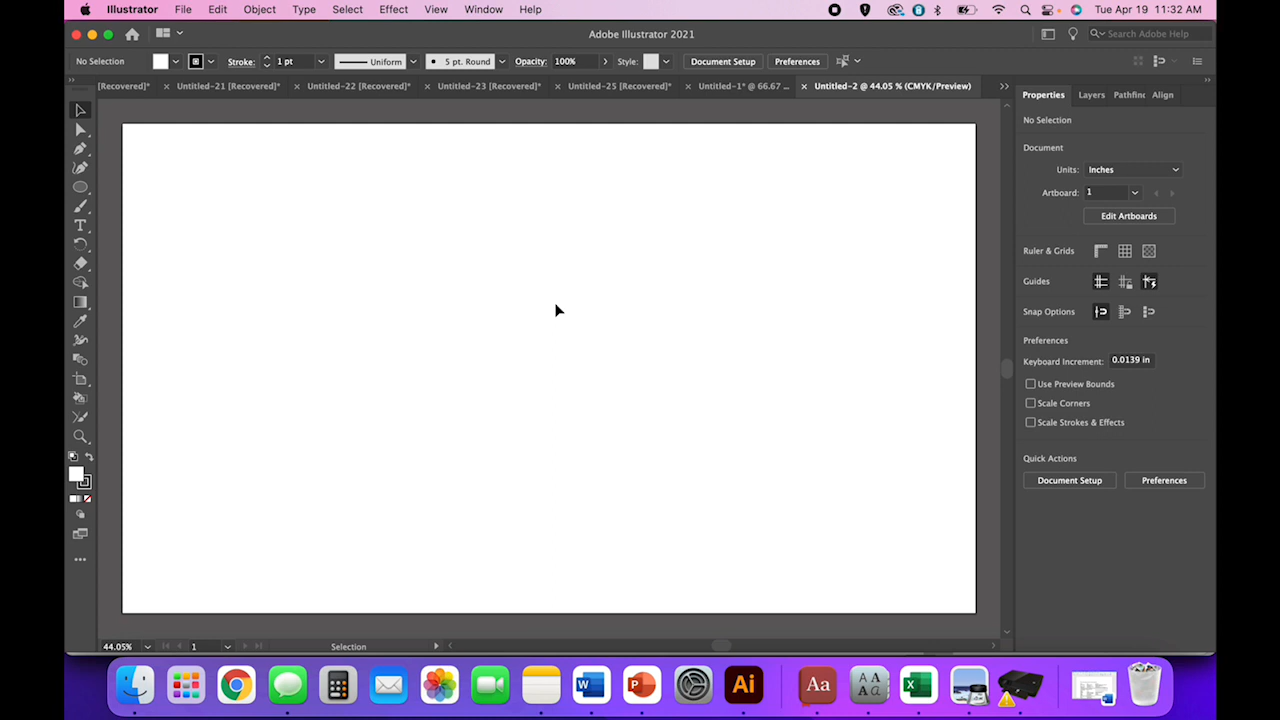 Illustrator File Edit Object Type Select Effect View Window Help Tue Apr 19 11:32 AM
Adobe Illustrator 2021 Search Adobe Help
No Selection Stroke: 1 pt Uniform 5 pt. Round Opacity: 100% Style: Document Setup Preferences
[Recovered]* × Untitled-21 [Recovered]* × Untitled-22 [Recovered]* × Untitled-23 [Recovered]* × Untitled-25 [Recovered]* × Untitled-1* @ 66.67 ... × Untitled-2 @ 44.05 % (CMYK/Preview)
Properties Layers Pathfinc Align
No Selection
Document
Units: Inches
Artboard: 1
Edit Artboards
Ruler & Grids
Guides
Snap Options
Preferences
Keyboard Increment: 0.0139 in
Use Preview Bounds
Scale Corners
Scale Strokes & Effects
Quick Actions
Document Setup Preferences
44.05% 1 Selection
W P Ai Aa A A A a X